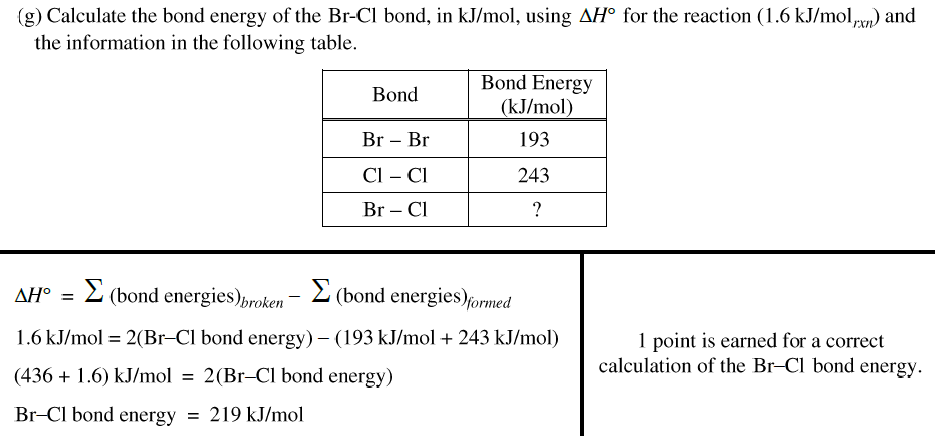 (g) Calculate the bond energy of the Br-Cl bond, in kJ/mol, using ΔH° for the reaction (1.6 kJ/mol_rxn) and
the information in the following table.
Bond
Bond Energy
(kJ/mol)
Br – Br
193
Cl – Cl
243
Br – Cl
?
ΔH° = Σ (bond energies)_broken – Σ (bond energies)_formed
1.6 kJ/mol = 2(Br–Cl bond energy) – (193 kJ/mol + 243 kJ/mol)
(436 + 1.6) kJ/mol = 2(Br–Cl bond energy)
Br–Cl bond energy = 219 kJ/mol
1 point is earned for a correct
calculation of the Br–Cl bond energy.